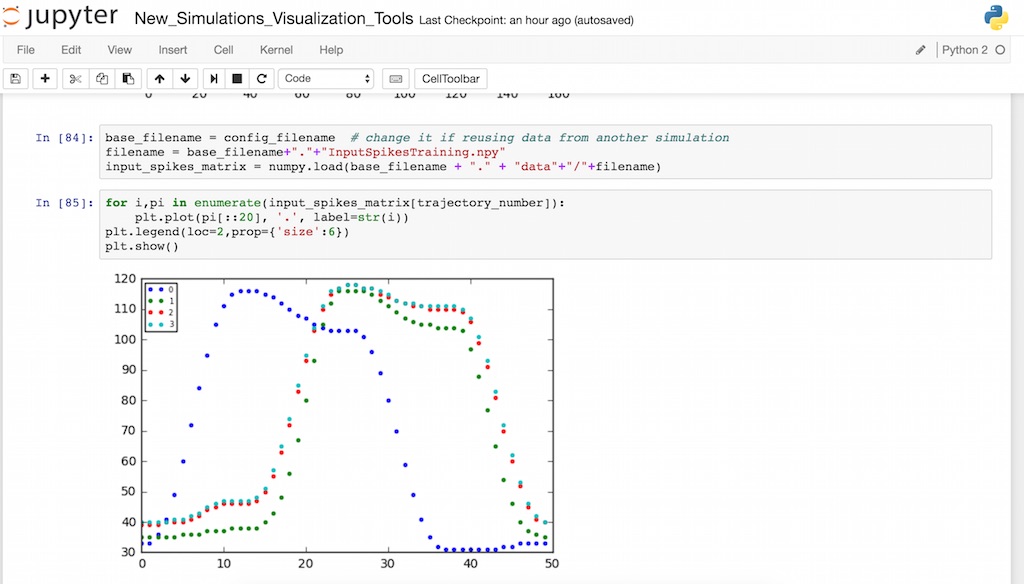 jupyter New_Simulations_Visualization_Tools Last Checkpoint: an hour ago (autosaved)
File Edit View Insert Cell Kernel Help Python 2
Code CellToolbar
0 20 40 60 80 100 120 140 160
In [84]: base_filename = config_filename  # change it if reusing data from another simulation
filename = base_filename+"."+"InputSpikesTraining.npy"
input_spikes_matrix = numpy.load(base_filename + "." + "data"+"/"+filename)
In [85]: for i,pi in enumerate(input_spikes_matrix[trajectory_number]):
    plt.plot(pi[::20], '.', label=str(i))
plt.legend(loc=2,prop={'size':6})
plt.show()
120
0
1
110
2
3
100
90
80
70
60
50
40
30
0 10 20 30 40 50